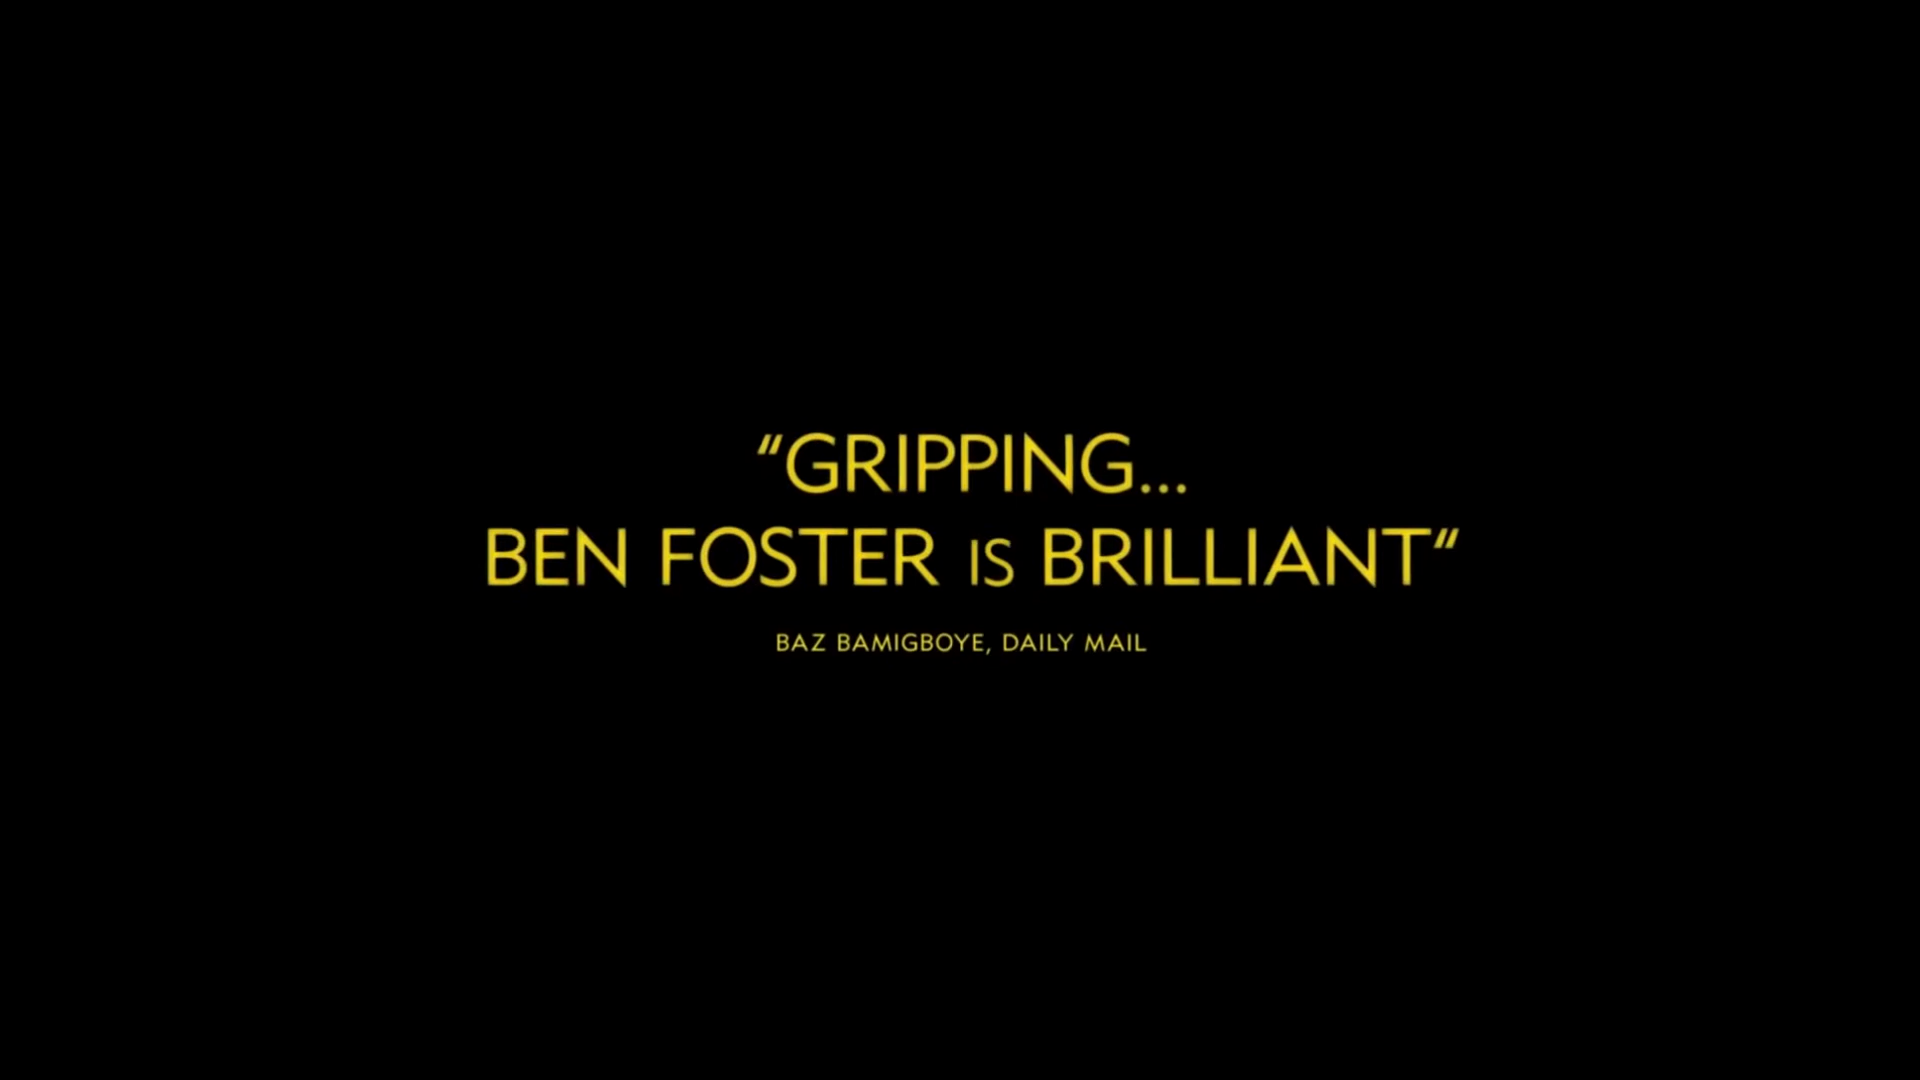 “GRIPPING...
BEN FOSTER IS BRILLIANT“
BAZ BAMIGBOYE, DAILY MAIL